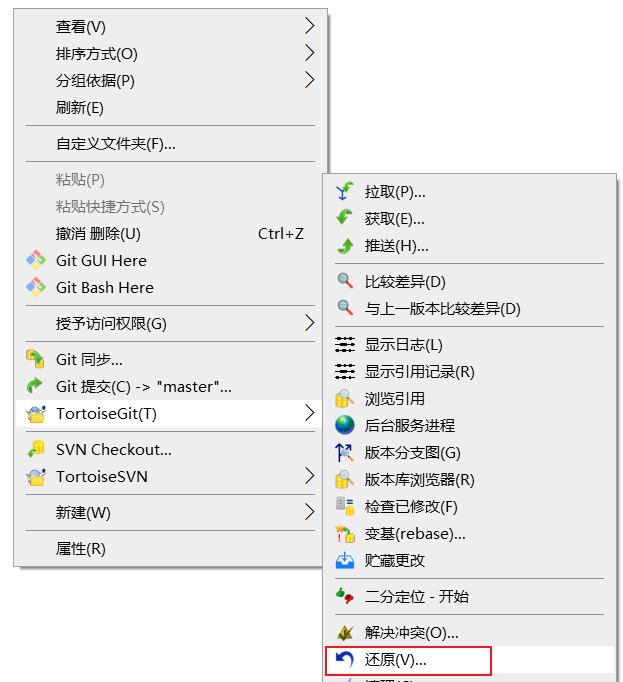 查看(V)
排序方式(O)
分组依据(P)
刷新(E)
自定义文件夹(F)...
粘贴(P)
粘贴快捷方式(S)
撤消 删除(U) Ctrl+Z
Git GUI Here
Git Bash Here
授予访问权限(G)
Git 同步...
Git 提交(C) -> "master"...
TortoiseGit(T)
SVN Checkout...
TortoiseSVN
新建(W)
属性(R)
拉取(P)...
获取(E)...
推送(H)...
比较差异(D)
与上一版本比较差异(D)
显示日志(L)
显示引用记录(R)
浏览引用
后台服务进程
版本分支图(G)
版本库浏览器(R)
检查已修改(F)
变基(rebase)...
贮藏更改
二分定位 - 开始
解决冲突(O)...
还原(V)...